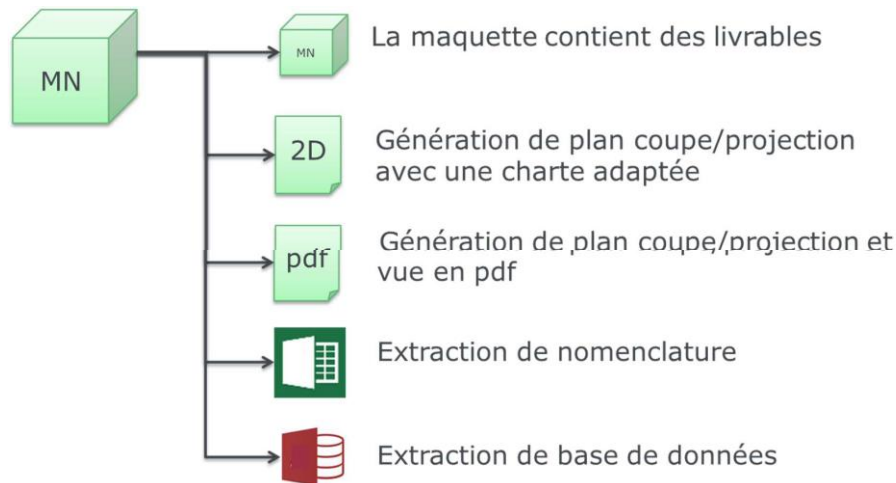 MN
MN
La maquette contient des livrables
2D
Génération de plan coupe/projection
avec une charte adaptée
pdf
Génération de plan coupe/projection et
vue en pdf
Extraction de nomenclature
Extraction de base de données